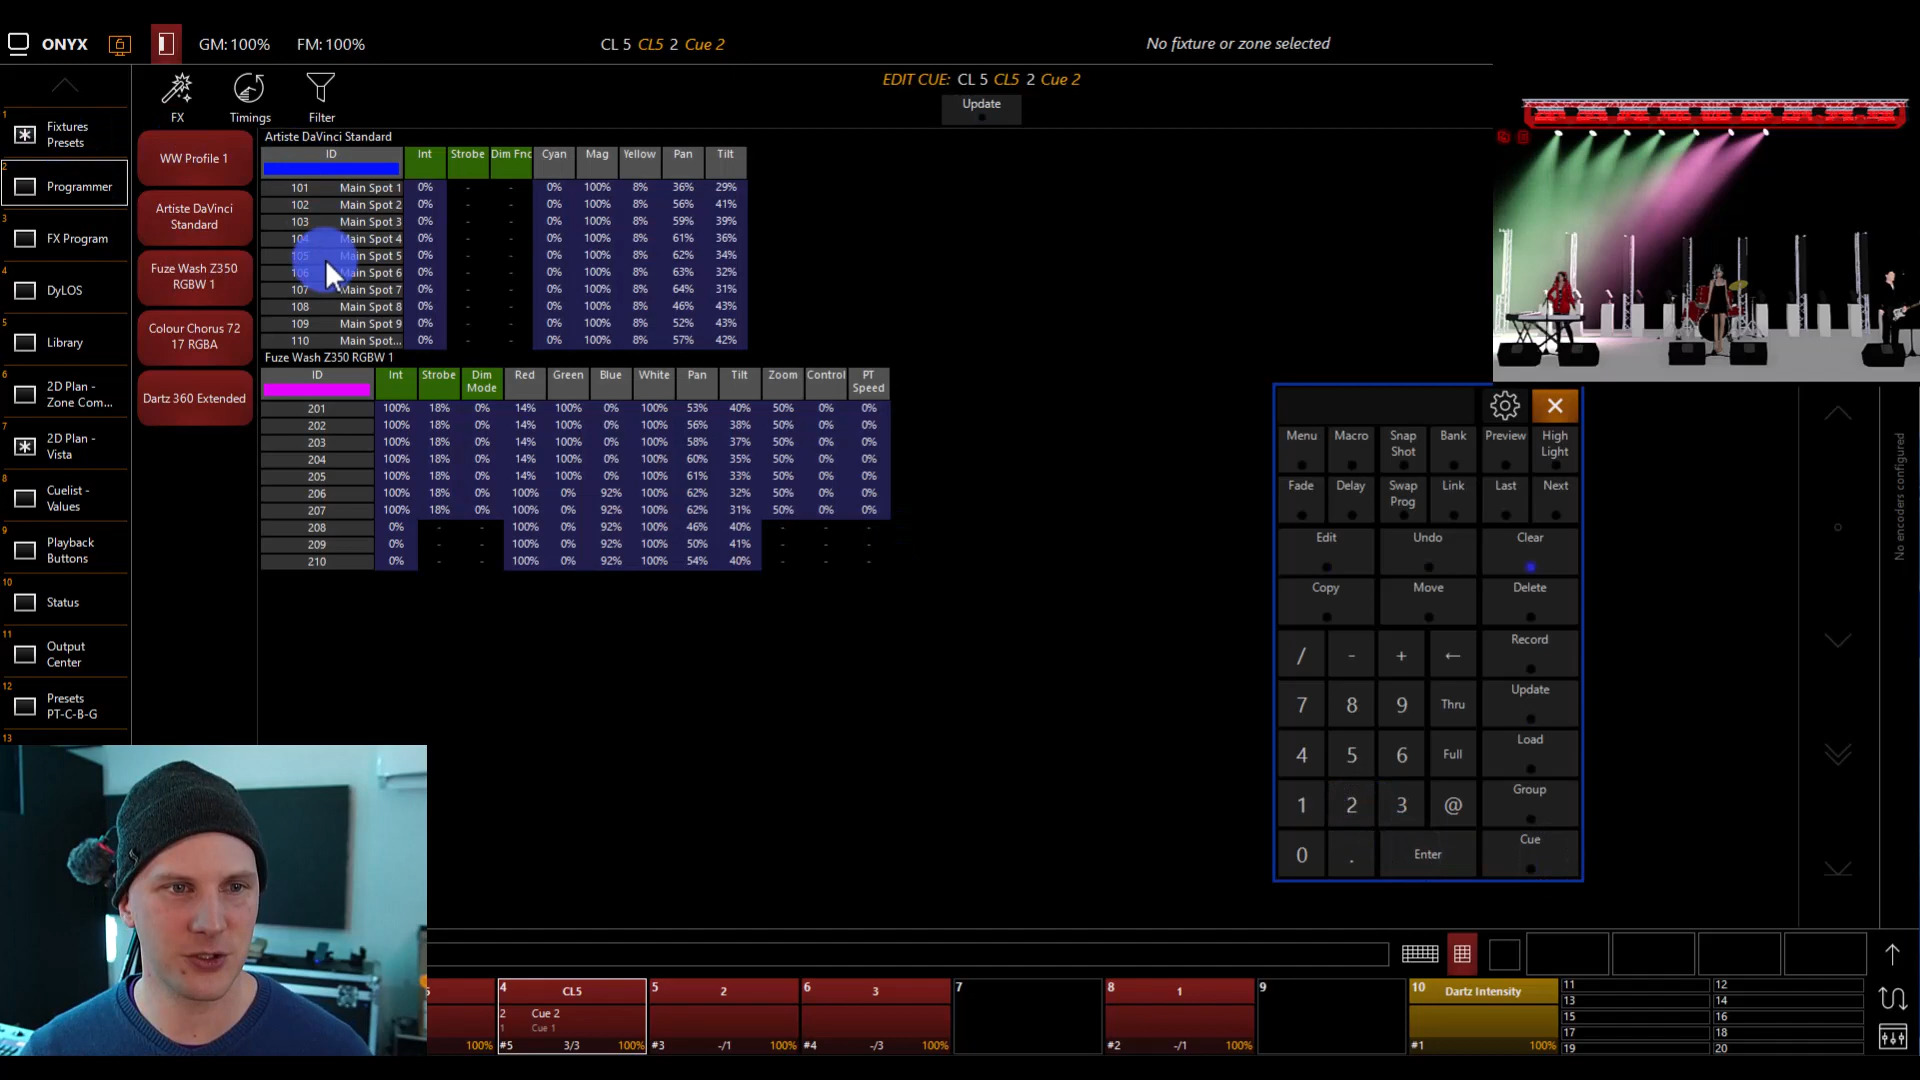 ONYX GM: 100% FM: 100% CL 5 CL5 2 Cue 2 No fixture or zone selected
EDIT CUE: CL 5 CL5 2 Cue 2
Update
FX Timings Filter
1 Fixtures
Presets
2 Programmer
3 FX Program
4 DyLOS
5 Library
6 2D Plan -
Zone Com...
7 2D Plan -
Vista
8 Cuelist -
Values
9 Playback
Buttons
10 Status
11 Output
Center
12 Presets
PT-C-B-G
13
WW Profile 1
Artiste DaVinci
Standard
Fuze Wash Z350
RGBW 1
Colour Chorus 72
17 RGBA
Dartz 360 Extended
Artiste DaVinci Standard
ID Int Strobe Dim Fnc Cyan Mag Yellow Pan Tilt
101 Main Spot 1 0% - - 0% 100% 8% 36% 29%
102 Main Spot 2 0% - - 0% 100% 8% 56% 41%
103 Main Spot 3 0% - - 0% 100% 8% 59% 39%
104 Main Spot 4 0% - - 0% 100% 8% 61% 36%
105 Main Spot 5 0% - - 0% 100% 8% 62% 34%
106 Main Spot 6 0% - - 0% 100% 8% 63% 32%
107 Main Spot 7 0% - - 0% 100% 8% 64% 31%
108 Main Spot 8 0% - - 0% 100% 8% 46% 43%
109 Main Spot 9 0% - - 0% 100% 8% 52% 43%
110 Main Spot... 0% - - 0% 100% 8% 57% 42%
Fuze Wash Z350 RGBW 1
ID Int Strobe Dim Mode Red Green Blue White Pan Tilt Zoom Control PT Speed
201 100% 18% 0% 14% 100% 0% 100% 53% 40% 50% 0% 0%
202 100% 18% 0% 14% 100% 0% 100% 56% 38% 50% 0% 0%
203 100% 18% 0% 14% 100% 0% 100% 58% 37% 50% 0% 0%
204 100% 18% 0% 14% 100% 0% 100% 60% 35% 50% 0% 0%
205 100% 18% 0% 14% 100% 0% 100% 61% 33% 50% 0% 0%
206 100% 18% 0% 100% 0% 92% 100% 62% 32% 50% 0% 0%
207 100% 18% 0% 100% 0% 92% 100% 62% 31% 50% 0% 0%
208 0% - - 100% 0% 92% 100% 46% 40% - - -
209 0% - - 100% 0% 92% 100% 50% 41% - - -
210 0% - - 100% 0% 92% 100% 54% 40% - - -
Menu Macro Snap Shot Bank Preview High Light
Fade Delay Swap Prog Link Last Next
Edit Undo Clear
Copy Move Delete
/ - + ← Record
7 8 9 Thru Update
4 5 6 Full Load
1 2 3 @ Group
0 . Enter Cue
No encoders configured
4 CL5 5 2 6 3 7 8 1 9 10 Dartz Intensity 11 12
2 Cue 2 13 14
1 Cue 1 15 16
17 18
100% #5 3/3 100% #3 -/1 100% #4 -/3 100% #2 -/1 100% #1 100% 19 20